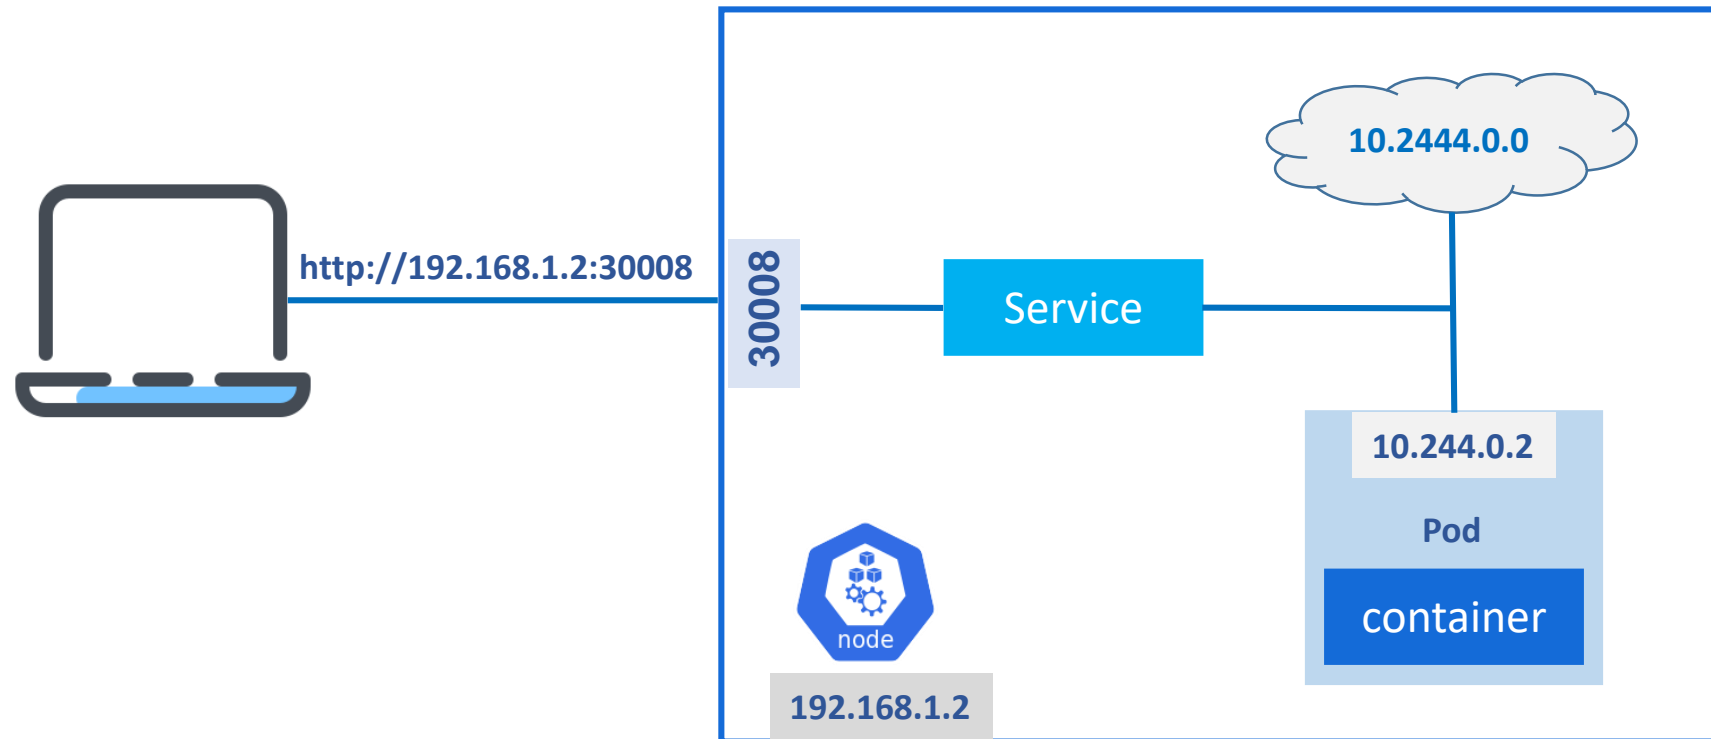 10.2444.0.0
http://192.168.1.2:30008
30008
Service
10.244.0.2
Pod
container
node
192.168.1.2